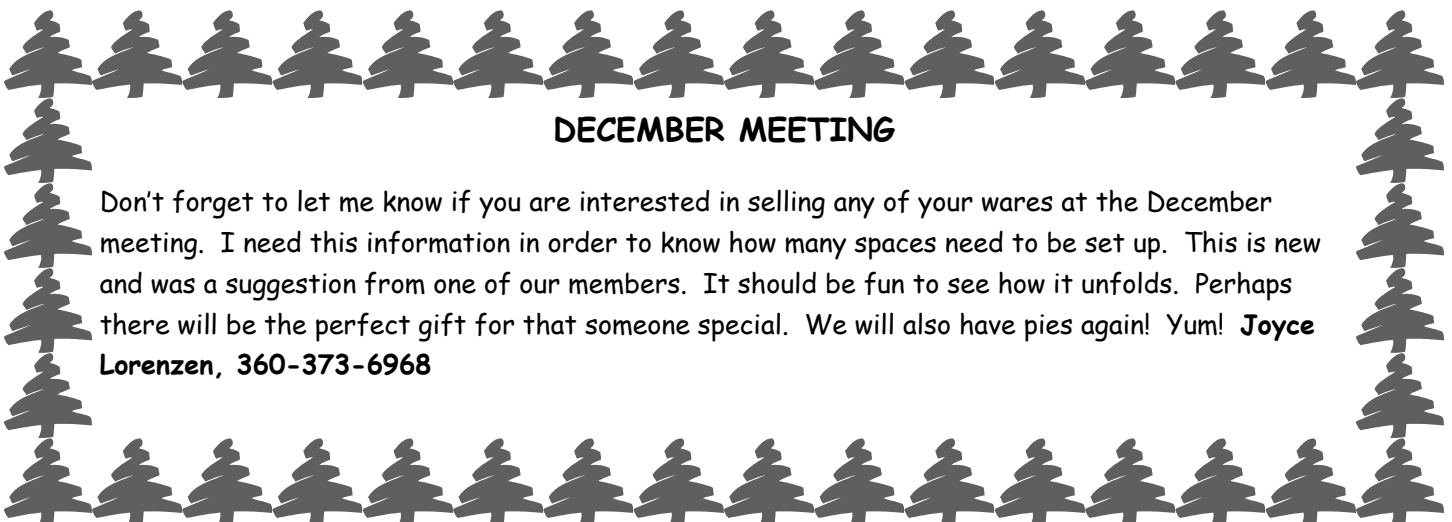 DECEMBER MEETING
Don't forget to let me know if you are interested in selling any of your wares at the December
meeting.  I need this information in order to know how many spaces need to be set up.  This is new
and was a suggestion from one of our members.  It should be fun to see how it unfolds.  Perhaps
there will be the perfect gift for that someone special.  We will also have pies again!  Yum!  Joyce
Lorenzen, 360-373-6968